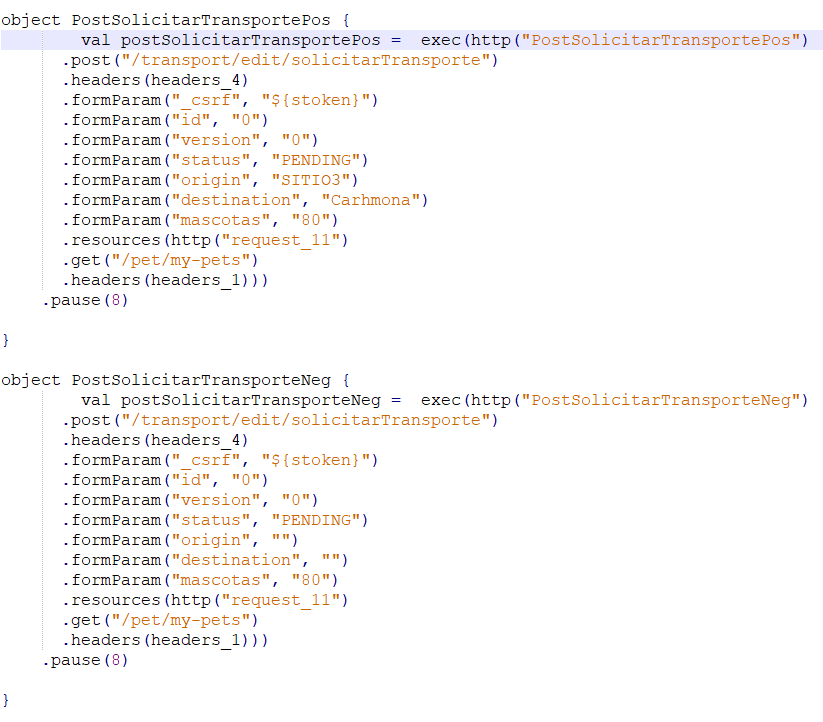 object PostSolicitarTransportePos {
        val postSolicitarTransportePos =  exec(http("PostSolicitarTransportePos")
      .post("/transport/edit/solicitarTransporte")
      .headers(headers_4)
      .formParam("_csrf", "${stoken}")
      .formParam("id", "0")
      .formParam("version", "0")
      .formParam("status", "PENDING")
      .formParam("origin", "SITIO3")
      .formParam("destination", "Carhmona")
      .formParam("mascotas", "80")
      .resources(http("request_11")
      .get("/pet/my-pets")
      .headers(headers_1)))
    .pause(8)

}

object PostSolicitarTransporteNeg {
        val postSolicitarTransporteNeg =  exec(http("PostSolicitarTransporteNeg")
      .post("/transport/edit/solicitarTransporte")
      .headers(headers_4)
      .formParam("_csrf", "${stoken}")
      .formParam("id", "0")
      .formParam("version", "0")
      .formParam("status", "PENDING")
      .formParam("origin", "")
      .formParam("destination", "")
      .formParam("mascotas", "80")
      .resources(http("request_11")
      .get("/pet/my-pets")
      .headers(headers_1)))
    .pause(8)

}